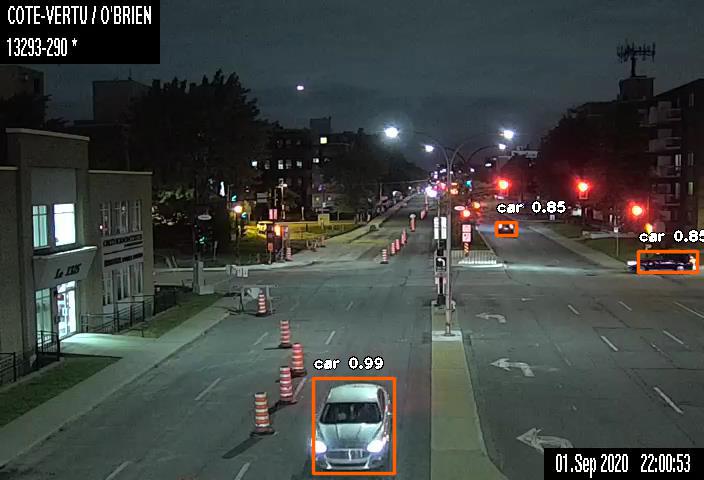 COTE-VERTU / O'BRIEN
13293-290 *
car 0.85
car 0.85
car 0.99
01.Sep 2020 22:00:53